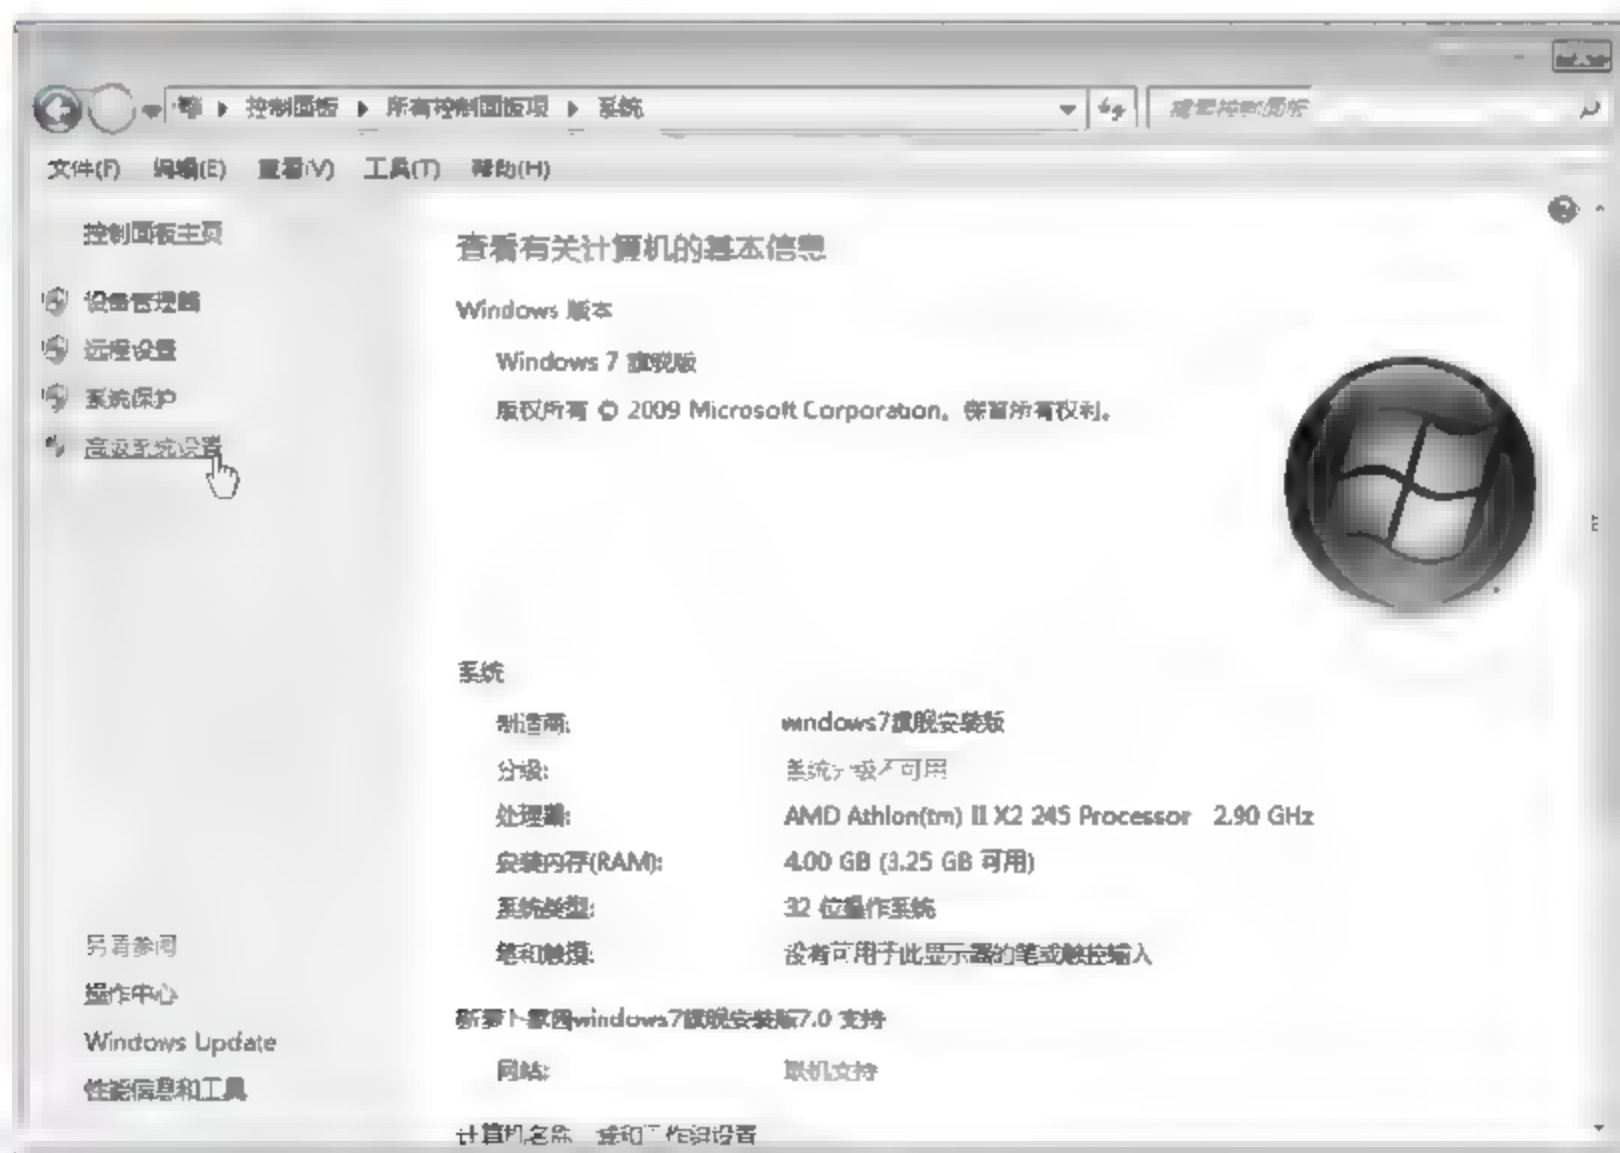 控制面板 ▶ 所有控制面板项 ▶ 系统
搜索控制面板
文件(F) 编辑(E) 查看(V) 工具(T) 帮助(H)
控制面板主页
设备管理器
远程设置
系统保护
高级系统设置
另请参阅
操作中心
Windows Update
性能信息和工具
查看有关计算机的基本信息
Windows 版本
Windows 7 旗舰版
版权所有 © 2009 Microsoft Corporation。保留所有权利。
系统
制造商: windows7旗舰安装版
分级: 系统分级不可用
处理器: AMD Athlon(tm) II X2 245 Processor 2.90 GHz
安装内存(RAM): 4.00 GB (3.25 GB 可用)
系统类型: 32 位操作系统
笔和触摸: 没有可用于此显示器的笔或触控输入
新萝卜家园windows7旗舰安装版7.0 支持
网站: 联机支持
计算机名称、域和工作组设置